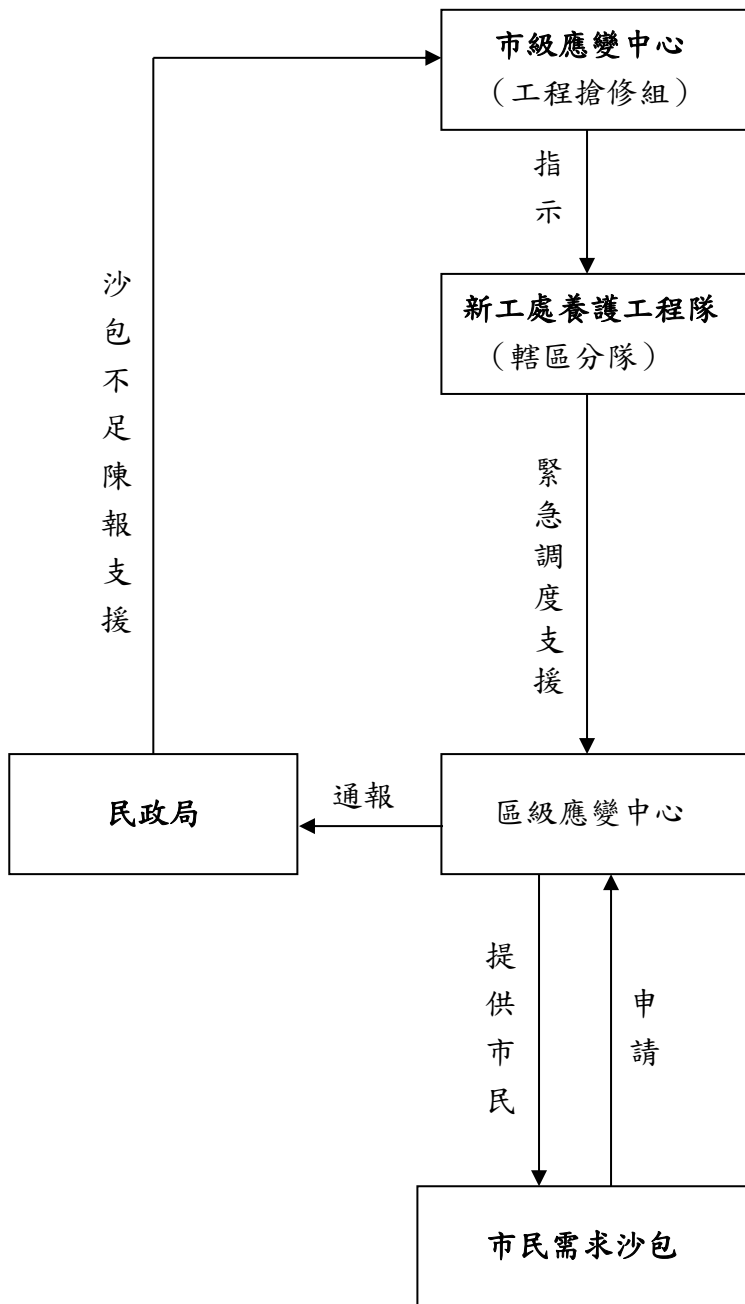 市級應變中心
（工程搶修組）
指示
新工處養護工程隊
（轄區分隊）
沙包不足陳報支援
緊急調度支援
民政局
通報
區級應變中心
提供市民
申請
市民需求沙包